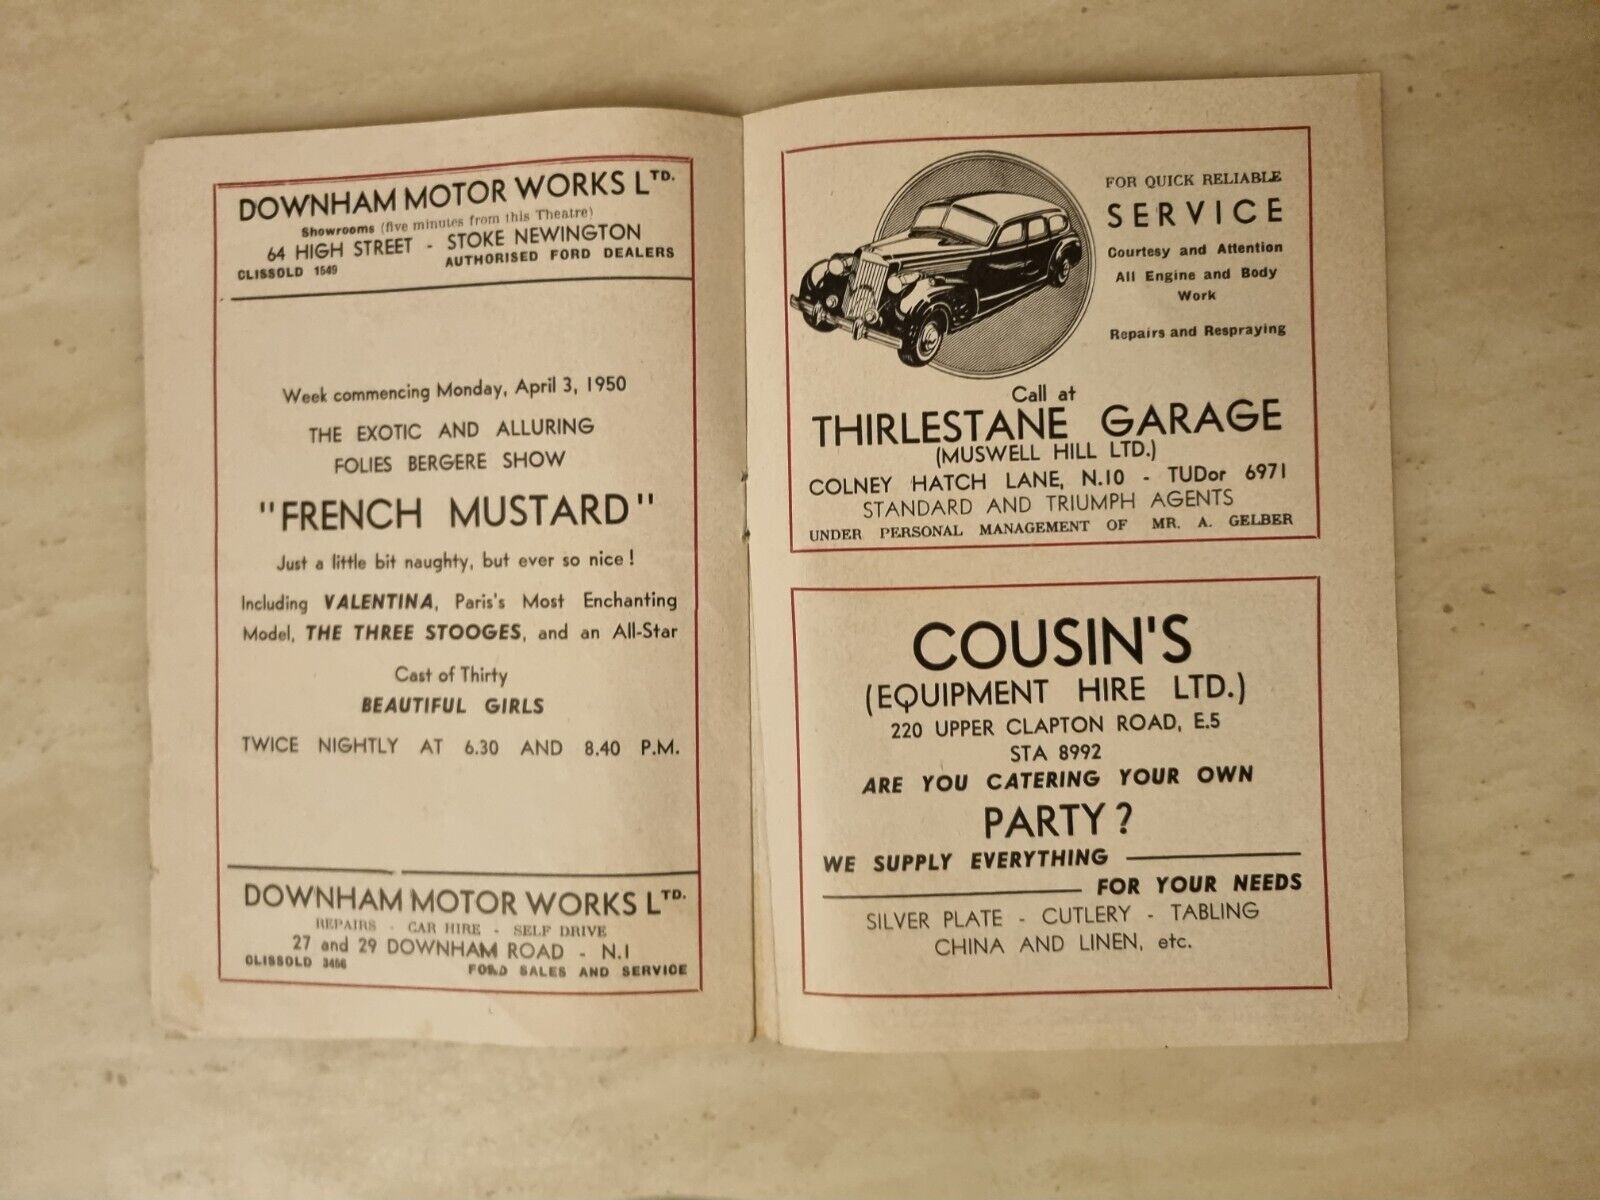 DOWNHAM MOTOR WORKS LTD.
Showrooms (five minutes from this Theatre)
64 HIGH STREET - STOKE NEWINGTON
CLISSOLD 1549 AUTHORISED FORD DEALERS
Week commencing Monday, April 3, 1950
THE EXOTIC AND ALLURING
FOLIES BERGERE SHOW
"FRENCH MUSTARD"
Just a little bit naughty, but ever so nice!
Including VALENTINA, Paris's Most Enchanting
Model, THE THREE STOOGES, and an All-Star
Cast of Thirty
BEAUTIFUL GIRLS
TWICE NIGHTLY AT 6.30 AND 8.40 P.M.
DOWNHAM MOTOR WORKS LTD.
REPAIRS - CAR HIRE - SELF DRIVE
27 and 29 DOWNHAM ROAD - N.1
CLISSOLD 3466 FORD SALES AND SERVICE
FOR QUICK RELIABLE
SERVICE
Courtesy and Attention
All Engine and Body
Work
Repairs and Respraying
Call at
THIRLESTANE GARAGE
(MUSWELL HILL LTD.)
COLNEY HATCH LANE, N.10 - TUDor 6971
STANDARD AND TRIUMPH AGENTS
UNDER PERSONAL MANAGEMENT OF MR. A. GELBER
COUSIN'S
(EQUIPMENT HIRE LTD.)
220 UPPER CLAPTON ROAD, E.5
STA 8992
ARE YOU CATERING YOUR OWN
PARTY?
WE SUPPLY EVERYTHING
FOR YOUR NEEDS
SILVER PLATE - CUTLERY - TABLING
CHINA AND LINEN, etc.